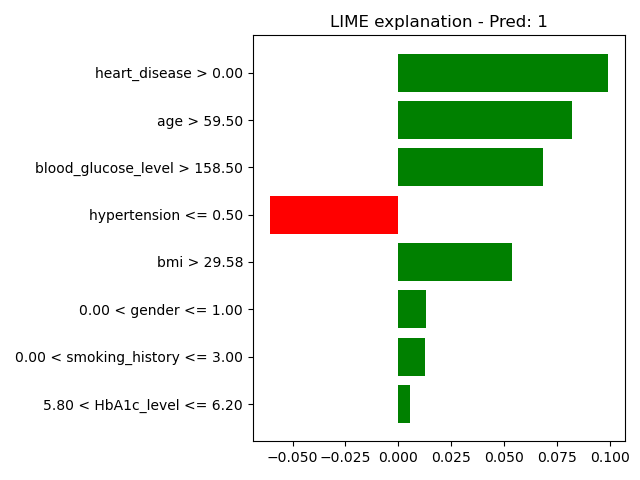 LIME explanation - Pred: 1
heart_disease > 0.00
age > 59.50
blood_glucose_level > 158.50
hypertension <= 0.50
bmi > 29.58
0.00 < gender <= 1.00
0.00 < smoking_history <= 3.00
5.80 < HbA1c_level <= 6.20
−0.050 −0.025 0.000 0.025 0.050 0.075 0.100